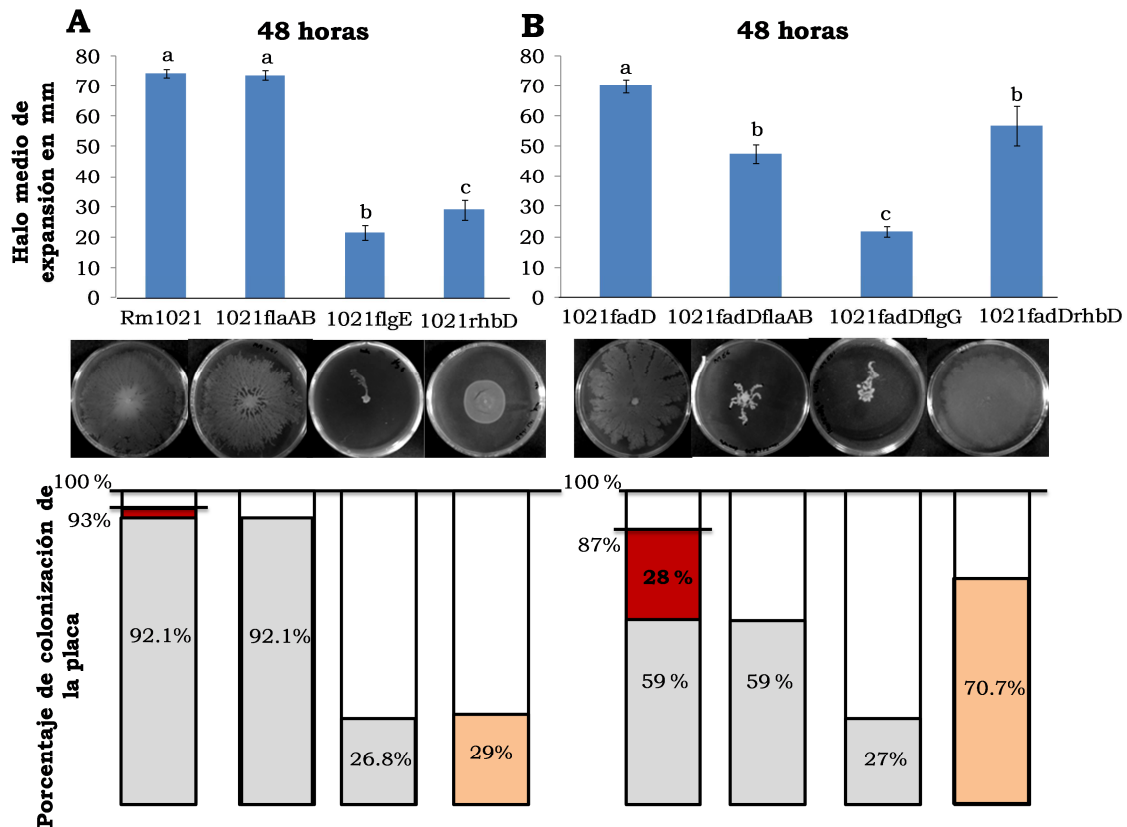 A
48 horas
Halo medio de
expansión en mm
80
70
60
50
40
30
20
10
0
a
a
b
c
Rm1021
1021flaAB
1021flgE
1021rhbD
B
48 horas
80
70
60
50
40
30
20
10
0
a
b
c
b
1021fadD
1021fadDflaAB
1021fadDflgG
1021fadDrhbD
Porcentaje de colonización de
la placa
100 %
93%
92.1%
92.1%
26.8%
29%
100 %
87%
28 %
59 %
59 %
27%
70.7%